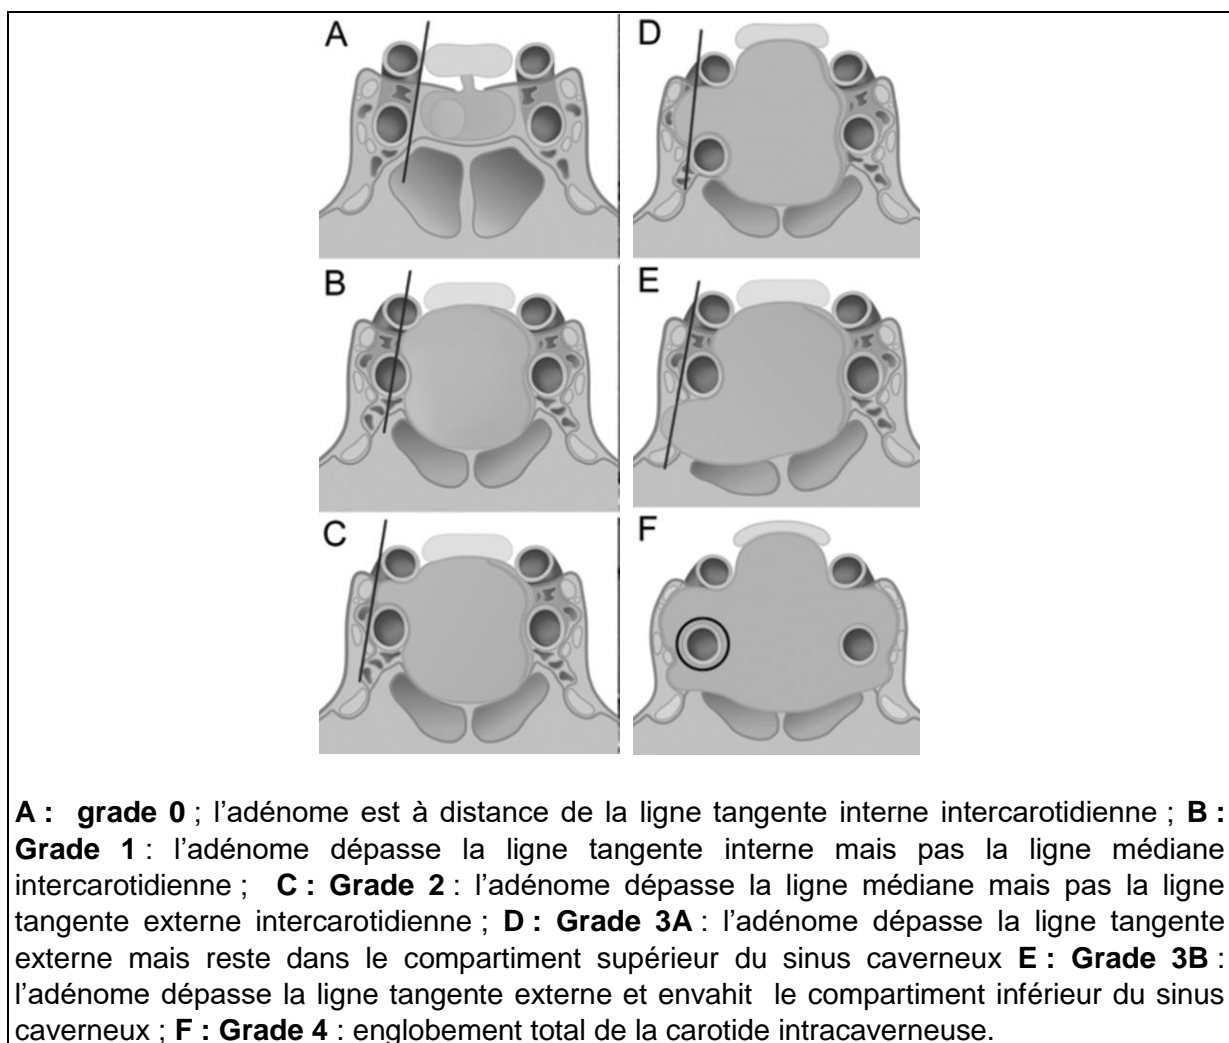 A
D
B
E
C
F
A : grade 0 ; l’adénome est à distance de la ligne tangente interne intercarotidienne ; B :
Grade 1 : l’adénome dépasse la ligne tangente interne mais pas la ligne médiane
intercarotidienne ; C : Grade 2 : l’adénome dépasse la ligne médiane mais pas la ligne
tangente externe intercarotidienne ; D : Grade 3A : l’adénome dépasse la ligne tangente
externe mais reste dans le compartiment supérieur du sinus caverneux E : Grade 3B :
l’adénome dépasse la ligne tangente externe et envahit le compartiment inférieur du sinus
caverneux ; F : Grade 4 : englobement total de la carotide intracaverneuse.